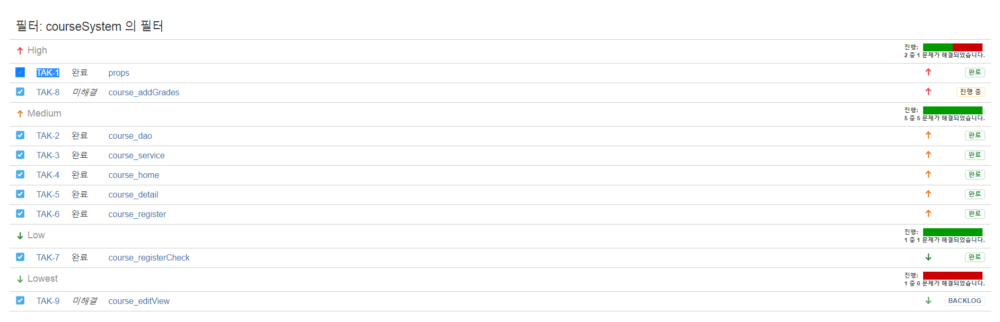 필터: courseSystem 의 필터
High 진행:
2 중 1 문제가 해결되었습니다.
TAK-1 완료 props 완료
TAK-8 미해결 course_addGrades 진행 중
Medium 진행:
5 중 5 문제가 해결되었습니다.
TAK-2 완료 course_dao 완료
TAK-3 완료 course_service 완료
TAK-4 완료 course_home 완료
TAK-5 완료 course_detail 완료
TAK-6 완료 course_register 완료
Low 진행:
1 중 1 문제가 해결되었습니다.
TAK-7 완료 course_registerCheck 완료
Lowest 진행:
1 중 0 문제가 해결되었습니다.
TAK-9 미해결 course_editView BACKLOG